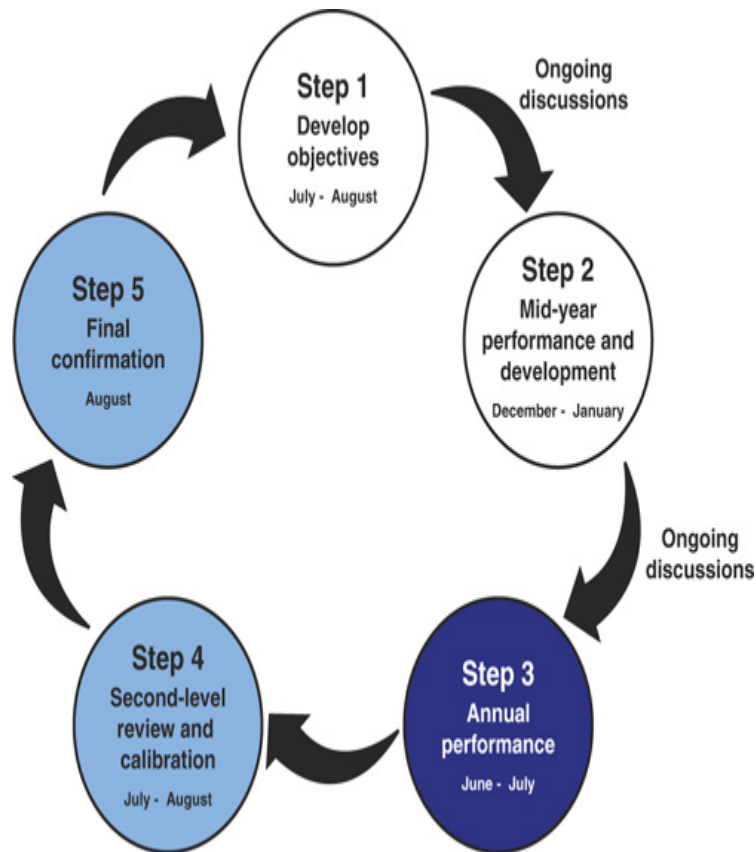 Step 1
Develop
objectives
July - August
Ongoing
discussions
Step 2
Mid-year
performance and
development
December - January
Ongoing
discussions
Step 3
Annual
performance
June - July
Step 4
Second-level
review and
calibration
July - August
Step 5
Final
confirmation
August